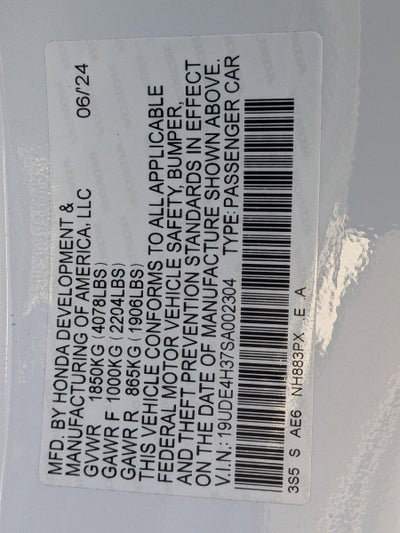 MFD. BY HONDA DEVELOPMENT & 06/'24
MANUFACTURING OF AMERICA, LLC
GVWR 1850KG (4078LBS)
GAWR F 1000KG (2204LBS)
GAWR R 865KG (1906LBS)
THIS VEHICLE CONFORMS TO ALL APPLICABLE
FEDERAL MOTOR VEHICLE SAFETY, BUMPER,
AND THEFT PREVENTION STANDARDS IN EFFECT
ON THE DATE OF MANUFACTURE SHOWN ABOVE.
V.I.N.: 19UDE4H37SA002304 TYPE: PASSENGER CAR
3S5 S AE6 NH883PX E A